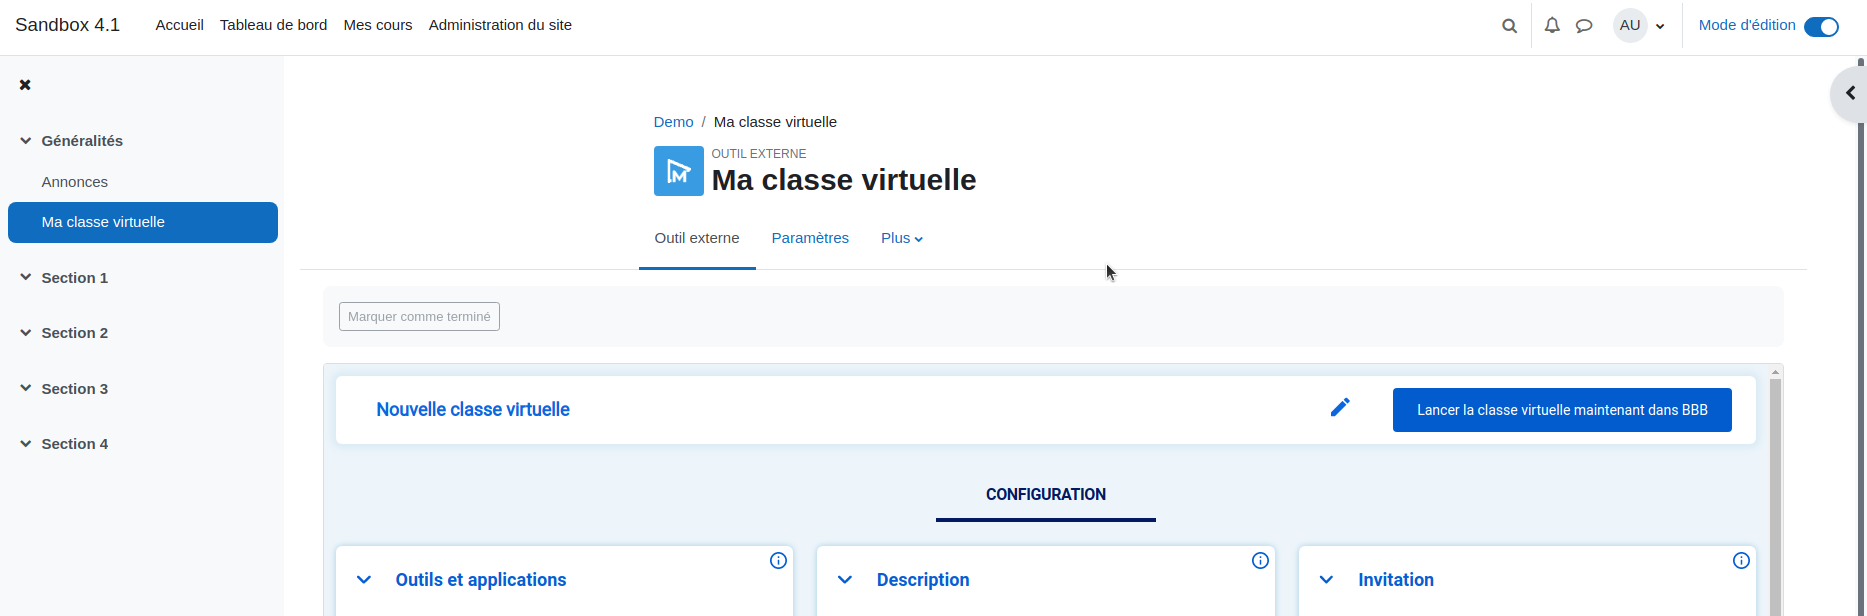 Sandbox 4.1 Accueil Tableau de bord Mes cours Administration du site AU Mode d'édition
Généralités
Annonces
Ma classe virtuelle
Section 1
Section 2
Section 3
Section 4
Demo / Ma classe virtuelle
OUTIL EXTERNE
Ma classe virtuelle
Outil externe Paramètres Plus
Marquer comme terminé
Nouvelle classe virtuelle Lancer la classe virtuelle maintenant dans BBB
CONFIGURATION
Outils et applications Description Invitation